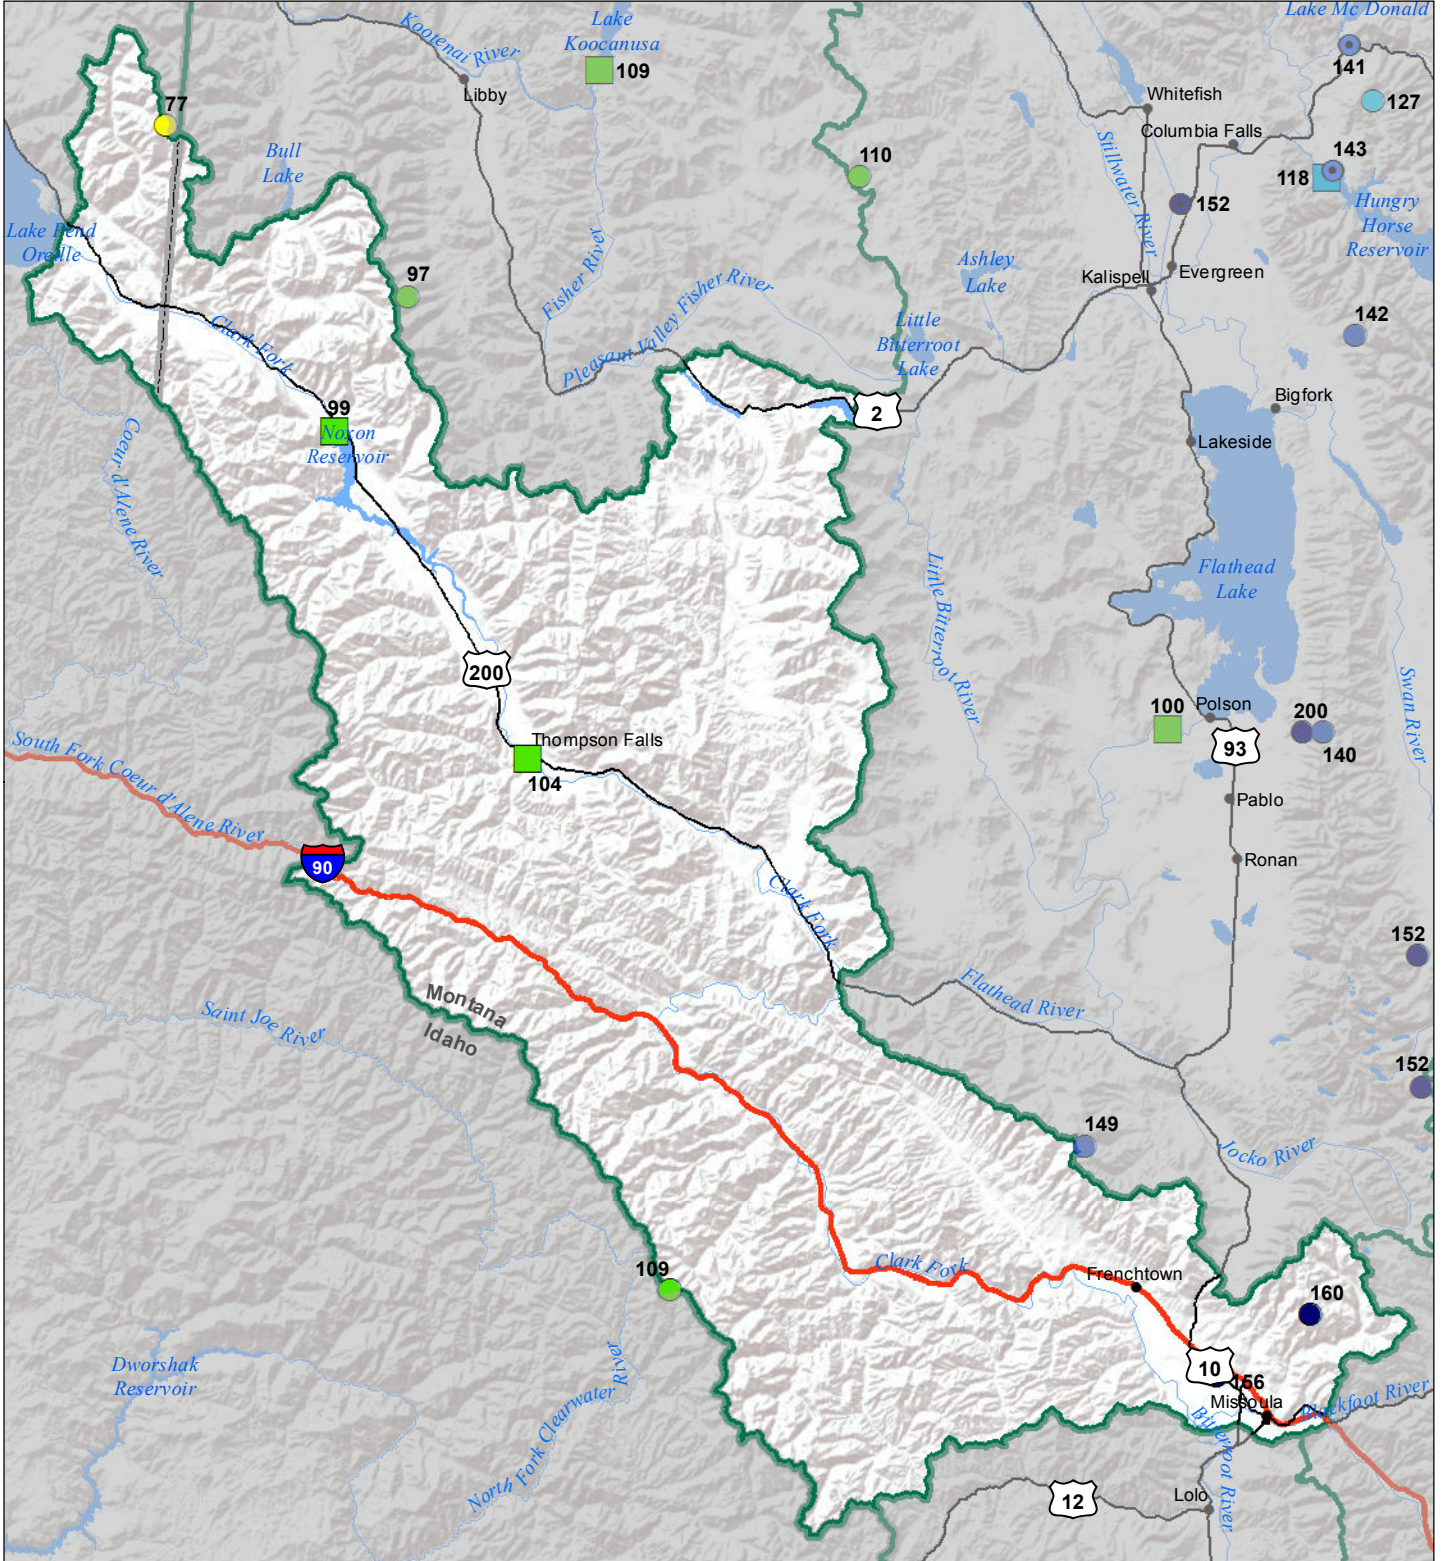 Lake Mc Donald
Kootenai River
Lake
Koocanusa
109
141
127
Libby
Whitefish
Columbia Falls
77
Bull
Lake
110
143
118
Stillwater River
152
Hungry
Horse
Reservoir
Lake Pend
Oreille
Fisher River
Ashley
Lake
Kalispell
Evergreen
97
Pleasant Valley Fisher River
142
Clark Fork
Little
Bitterroot
Lake
2
Bigfork
99
Noxon
Reservoir
Lakeside
Coeur d'Alene River
Flathead
Lake
Little Bitterroot River
Swan River
200
100
Polson
200
140
93
Thompson Falls
104
South Fork Coeur d'Alene River
Pablo
90
Ronan
Clark Fork
152
Flathead River
Montana
Idaho
Saint Joe River
152
149
Jocko River
109
Clark Fork
Frenchtown
160
Dworshak
Reservoir
10
156
Missoula
Blackfoot River
North Fork Clearwater River
Bitterroot River
12
Lolo